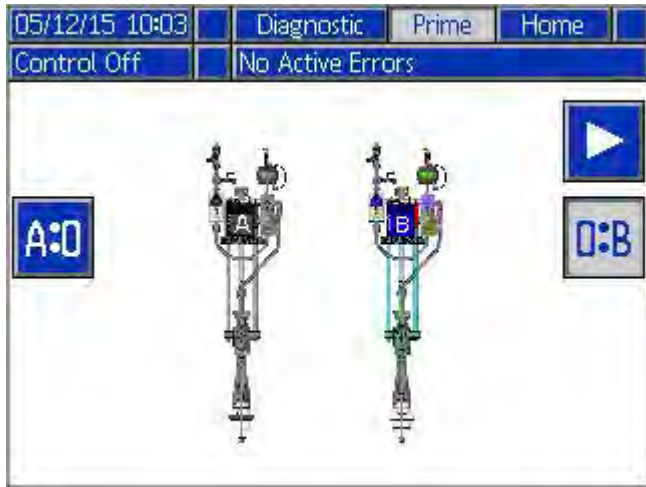 05/12/15 10:03 Diagnostic Prime Home
Control Off No Active Errors
A:0 0:B
A B